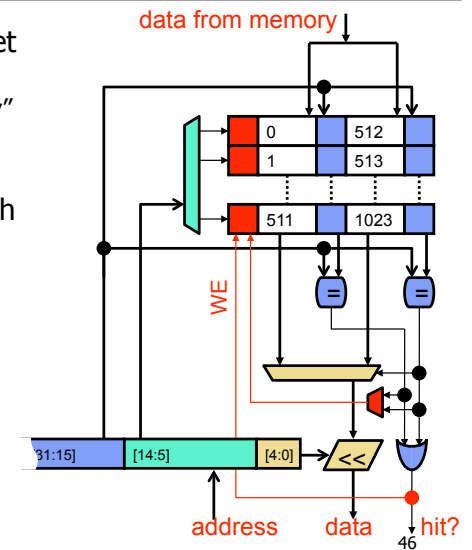 data from memory
et
y”
0 512
1 513
h
511 1023
WE
= =
31:15] [14:5] [4:0] <<
address data hit?
46